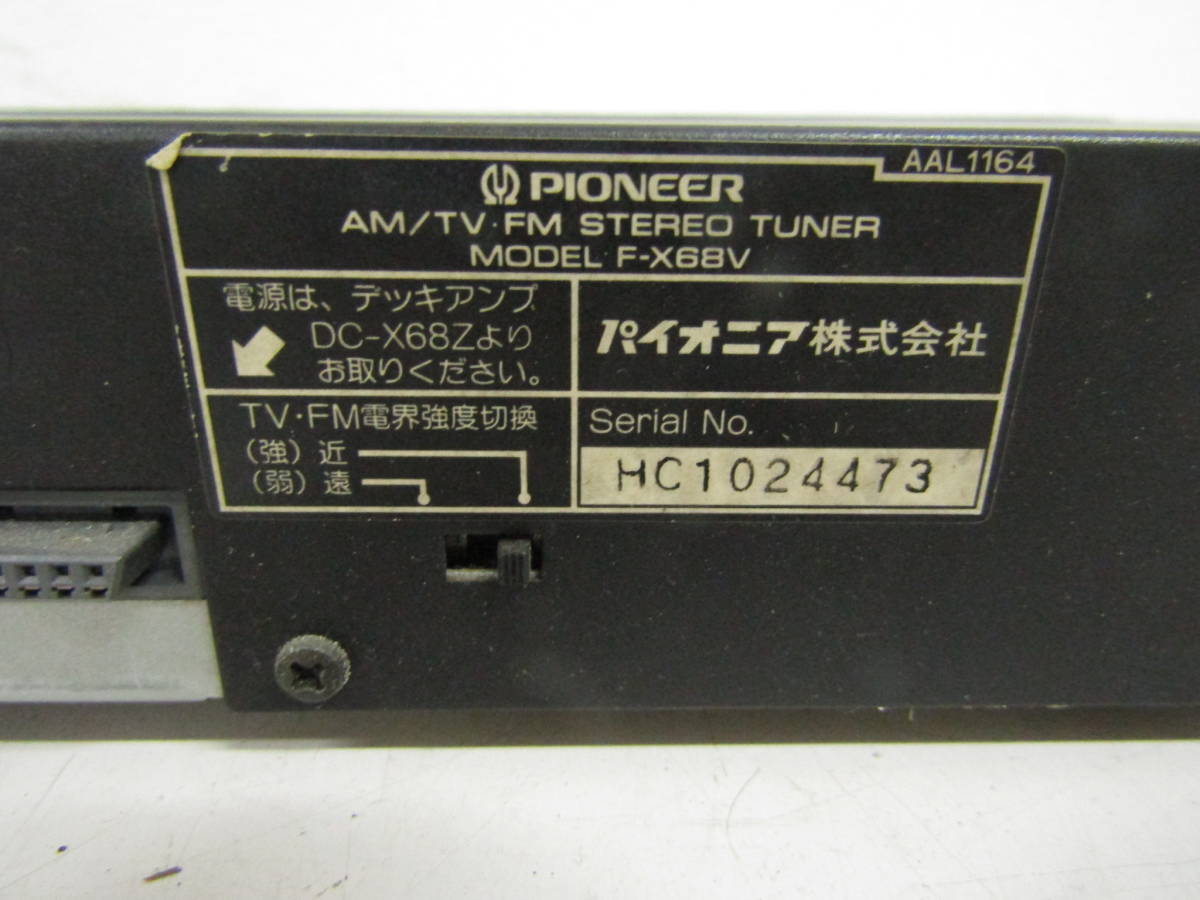 AAL1164
PIONEER
AM/TV・FM STEREO TUNER
MODEL F-X68V
電源は、デッキアンプ
DC-X68Zより
お取りください。
パイオニア株式会社
TV・FM電界強度切換
(強)近
(弱)遠
Serial No.
HC1024473